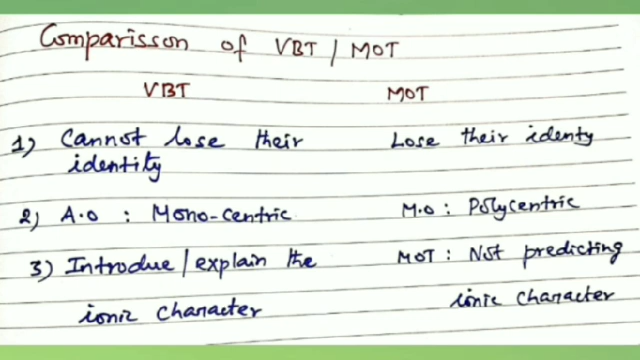 Comparisson of VBT / MOT
VBT MOT
1) Cannot lose their Lose their identy
identity
2) A.O : Mono-centric M.O : Polycentric
3) Introdue / explain the MOT : Not predicting
ionic character ionic character